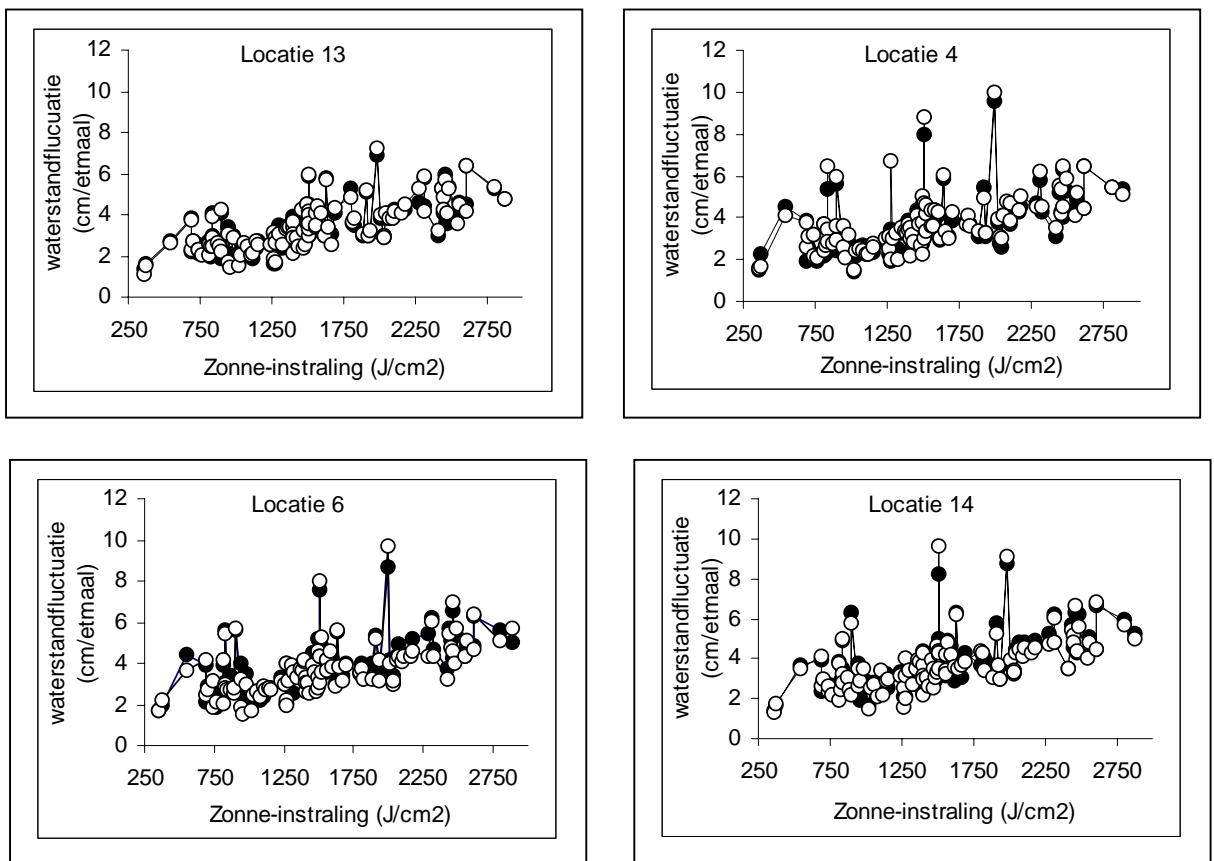 Locatie 13
waterstandflucuatie
(cm/etmaal)
12
10
8
6
4
2
0
250 750 1250 1750 2250 2750
Zonne-instraling (J/cm2)
Locatie 4
waterstandfluctuatie
(cm/etmaal)
12
10
8
6
4
2
0
250 750 1250 1750 2250 2750
Zonne-instraling (J/cm2)
Locatie 6
waterstandfluctuatie
(cm/etmaal)
12
10
8
6
4
2
0
250 750 1250 1750 2250 2750
Zonne-instraling (J/cm2)
Locatie 14
waterstandfluctuatie
(cm/etmaal)
12
10
8
6
4
2
0
250 750 1250 1750 2250 2750
Zonne-instraling (J/cm2)